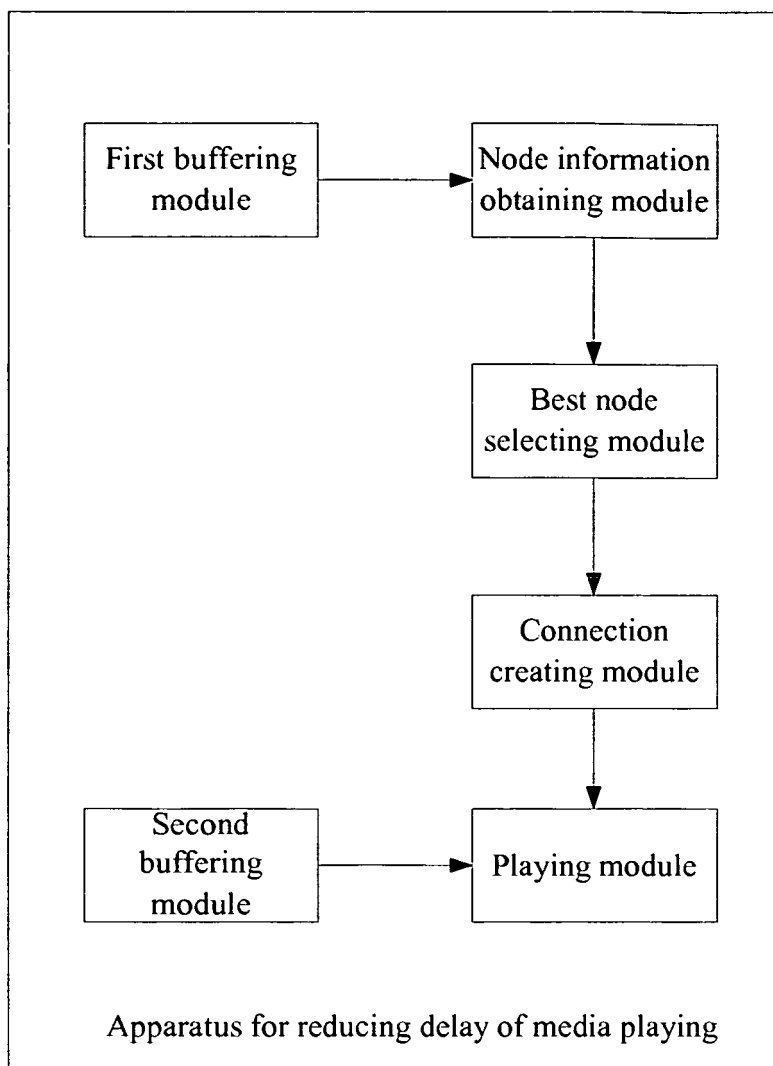 First buffering
module
Node information
obtaining module
Best node
selecting module
Connection
creating module
Second
buffering
module
Playing module
Apparatus for reducing delay of media playing